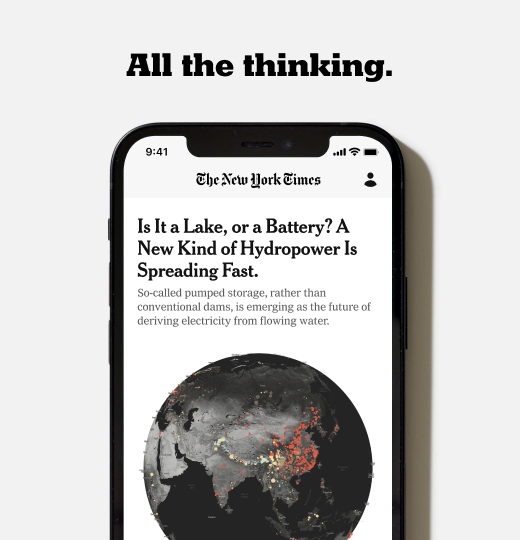 All the thinking.
9:41
The New York Times
Is It a Lake, or a Battery? A
New Kind of Hydropower Is
Spreading Fast.
So-called pumped storage, rather than
conventional dams, is emerging as the future of
deriving electricity from flowing water.